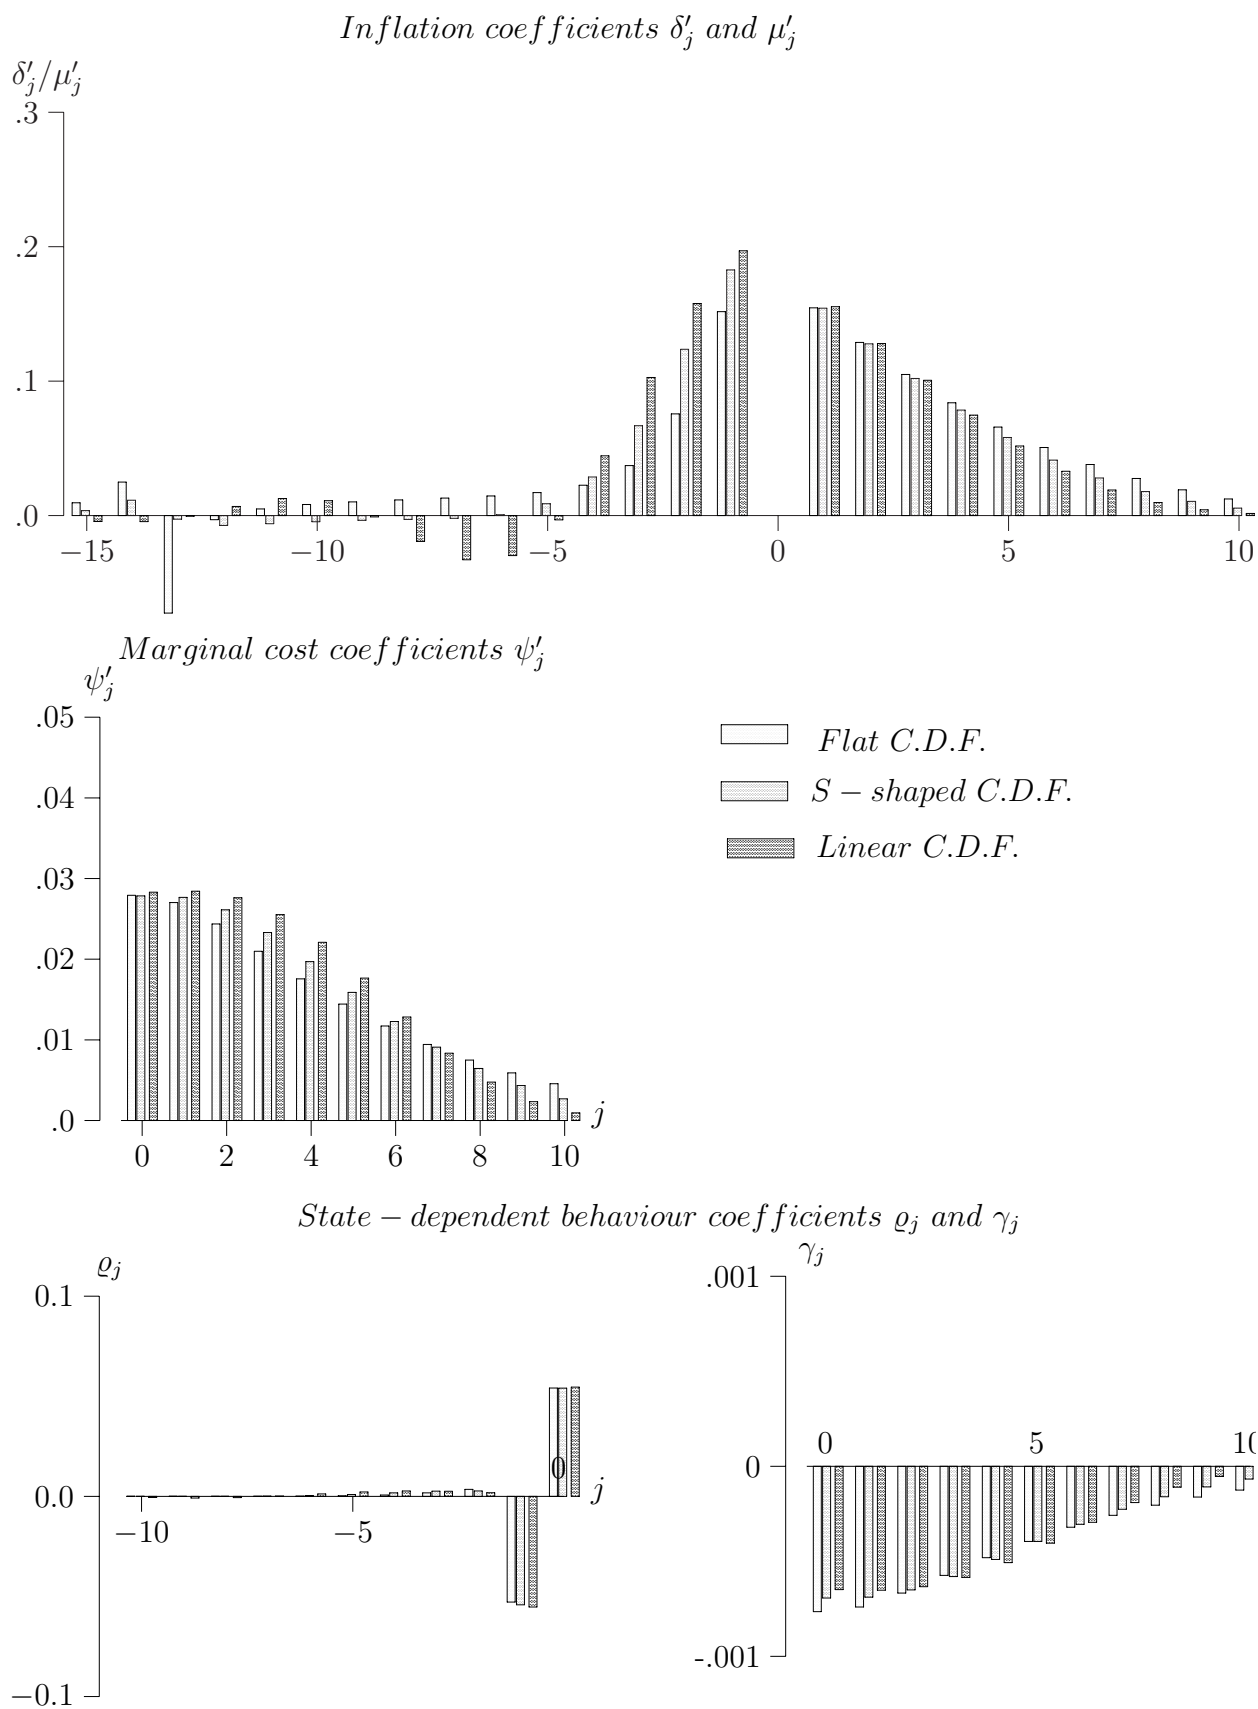 Inflation coefficients δ′j and μ′j
δ′j/μ′j
.3
.2
.1
.0
−15 −10 −5 0 5 10
Marginal cost coefficients ψ′j
ψ′j
.05
.04
.03
.02
.01
.0
j
0 2 4 6 8 10
Flat C.D.F.
S − shaped C.D.F.
Linear C.D.F.
State − dependent behaviour coefficients ϱj and γj
ϱj
0.1
0.0
−0.1
−10 −5 0 j
γj
.001
0
-.001
0 5 10